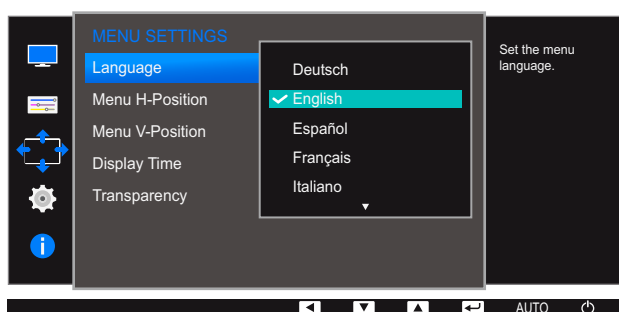 MENU SETTINGS
Language
Menu H-Position
Menu V-Position
Display Time
Transparency
Deutsch
English
Español
Français
Italiano
Set the menu
language.
AUTO